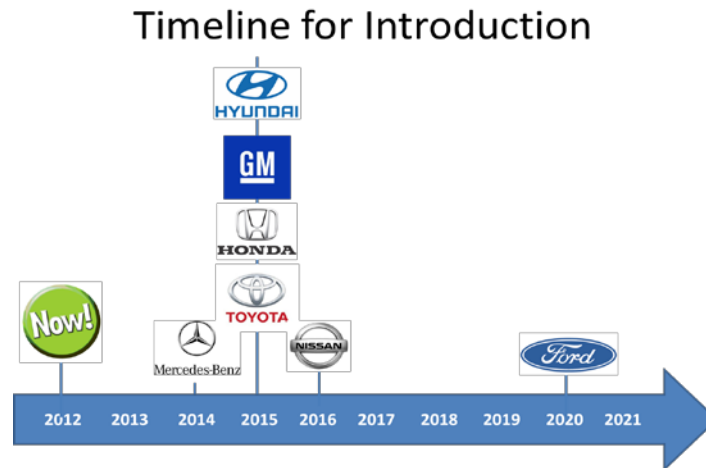 Timeline for Introduction
HYUNDAI
GM
HONDA
TOYOTA
Now!
Mercedes-Benz
NISSAN
Ford
2012 2013 2014 2015 2016 2017 2018 2019 2020 2021